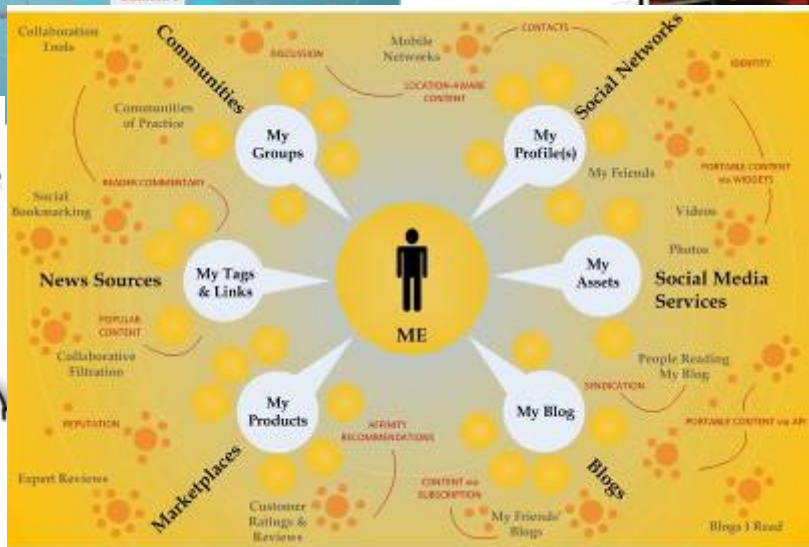 Collaboration
Tools
Communities
DISCUSSION
Mobile
Networks
CONTACTS
Social Networks
IDENTITY
LOCATION-AWARE
CONTENT
Communities
of Practice
My
Groups
My
Profile(s)
PORTABLE CONTENT
via WIDGETS
READER COMMENTARY
My Friends
Social
Bookmarking
Videos
Photos
News Sources
My Tags
& Links
ME
My
Assets
Social Media
Services
POPULAR
CONTENT
Collaborative
Filtration
People Reading
My Blog
SYNDICATION
My
Products
My Blog
REPUTATION
AFFINITY
RECOMMENDATIONS
PORTABLE CONTENT via API
Marketplaces
Blogs
Expert Reviews
CONTENT via
SUBSCRIPTION
Customer
Ratings &
Reviews
My Friends'
Blogs
Blogs I Read